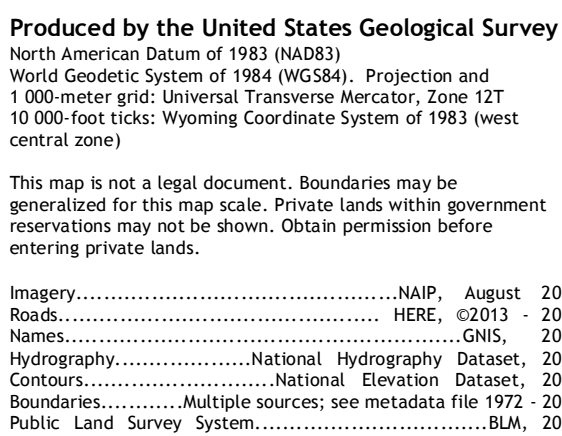 Produced by the United States Geological Survey
North American Datum of 1983 (NAD83)
World Geodetic System of 1984 (WGS84). Projection and
1 000-meter grid: Universal Transverse Mercator, Zone 12T
10 000-foot ticks: Wyoming Coordinate System of 1983 (west
central zone)
This map is not a legal document. Boundaries may be
generalized for this map scale. Private lands within government
reservations may not be shown. Obtain permission before
entering private lands.
Imagery................................................NAIP, August 20
Roads................................................ HERE, ©2013 - 20
Names...........................................................GNIS, 20
Hydrography....................National Hydrography Dataset, 20
Contours............................National Elevation Dataset, 20
Boundaries............Multiple sources; see metadata file 1972 - 20
Public Land Survey System..................................BLM, 20